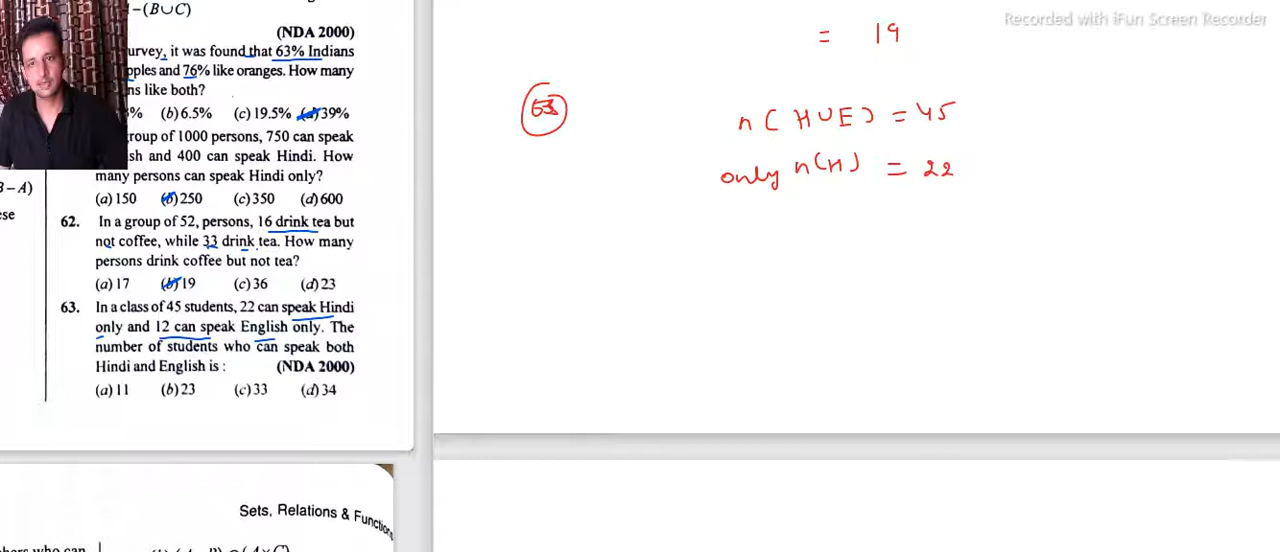 –(B∪C)
(NDA 2000)
urvey, it was found that 63% Indians
pples and 76% like oranges. How many
ns like both?
% (b) 6.5% (c) 19.5% (d) 39%
roup of 1000 persons, 750 can speak
sh and 400 can speak Hindi. How
many persons can speak Hindi only?
(a) 150 (b) 250 (c) 350 (d) 600
62. In a group of 52, persons, 16 drink tea but
not coffee, while 33 drink tea. How many
persons drink coffee but not tea?
(a) 17 (b) 19 (c) 36 (d) 23
63. In a class of 45 students, 22 can speak Hindi
only and 12 can speak English only. The
number of students who can speak both
Hindi and English is : (NDA 2000)
(a) 11 (b) 23 (c) 33 (d) 34
B – A)
ese
Sets, Relations & Function
Recorded with iFun Screen Recorder
= 19
63
n(H∪E) = 45
only n(H) = 22